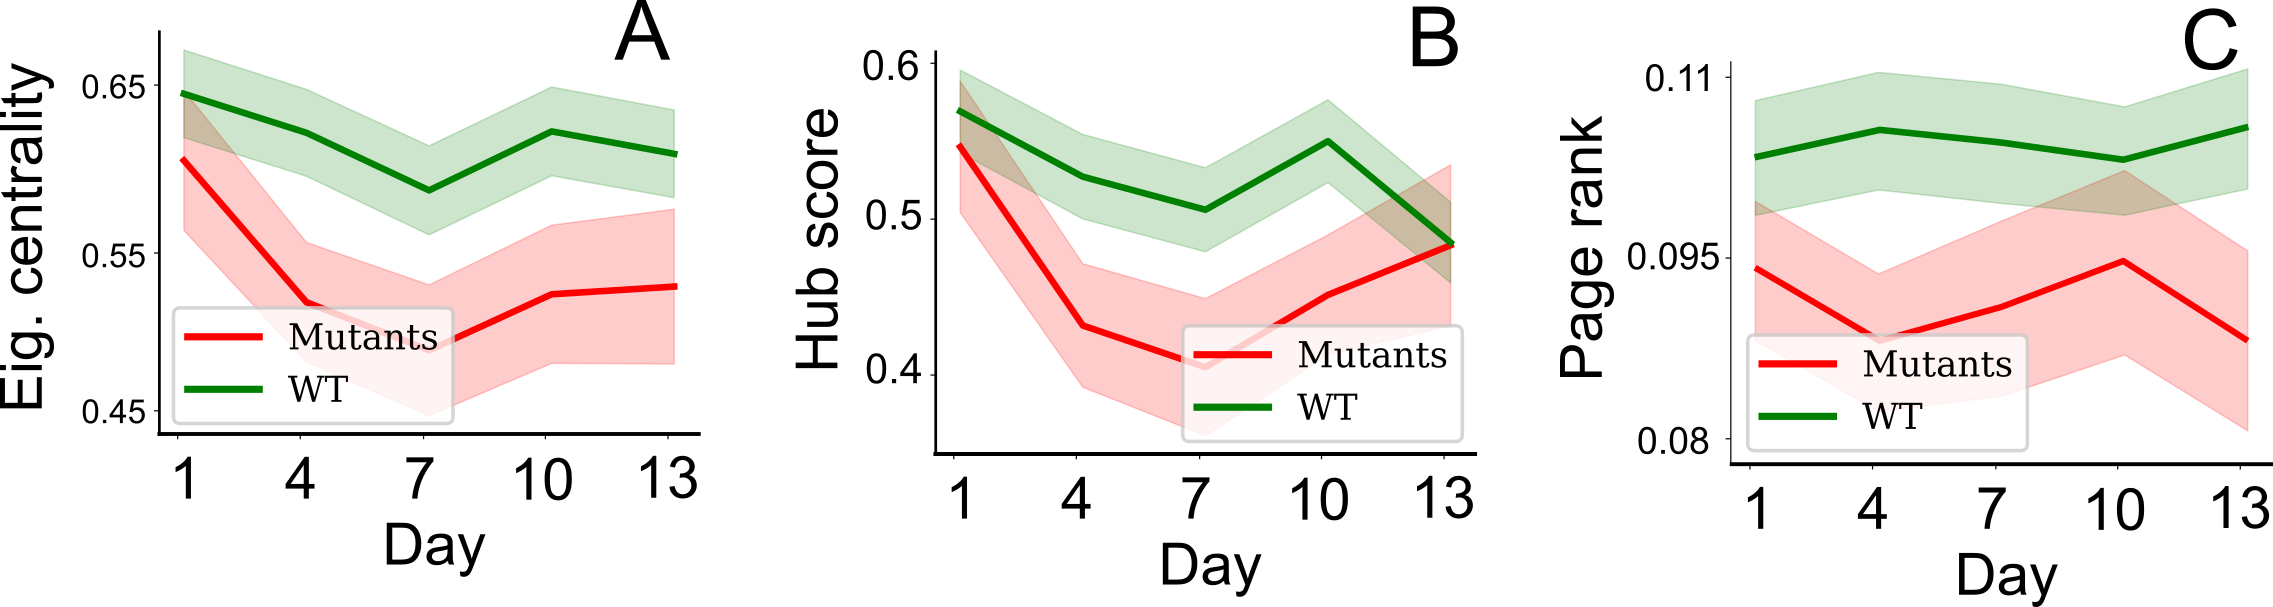 A
Eig. centrality
0.65
0.55
0.45
Mutants
WT
1 4 7 10 13
Day
B
Hub score
0.6
0.5
0.4
Mutants
WT
1 4 7 10 13
Day
C
Page rank
0.11
0.095
0.08
Mutants
WT
1 4 7 10 13
Day